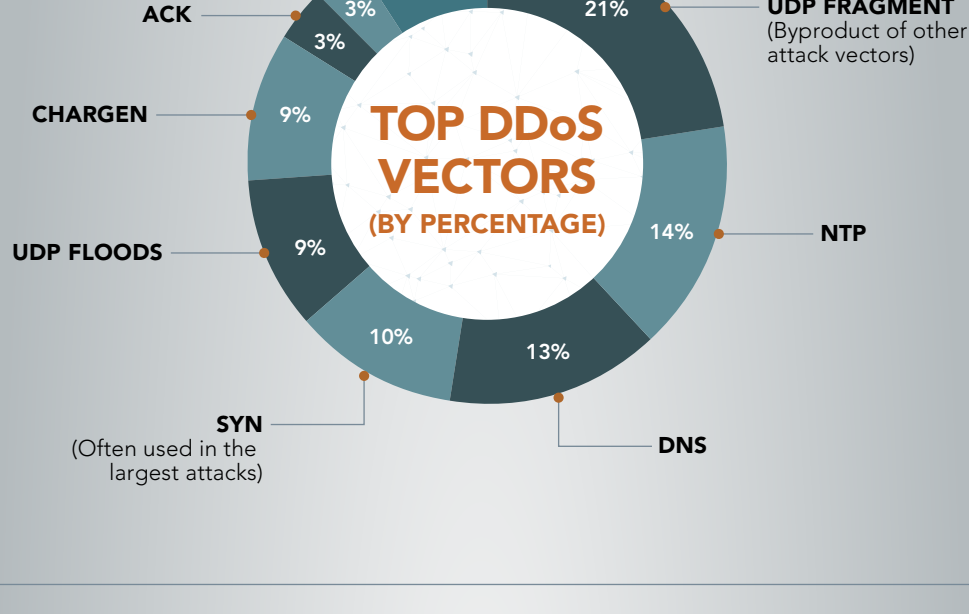 3%
21%
UDP FRAGMENT
(Byproduct of other
attack vectors)
ACK
3%
CHARGEN
9%
TOP DDoS
VECTORS
(BY PERCENTAGE)
14%
NTP
UDP FLOODS
9%
10%
13%
SYN
(Often used in the
largest attacks)
DNS